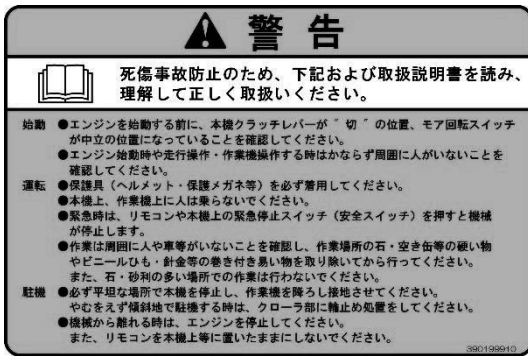 警告
死傷事故防止のため、下記および取扱説明書を読み、
理解して正しく取扱いください。
始動 ●エンジンを始動する前に、本機クラッチレバーが゛切゛の位置、モア回転スイッチ
が中立の位置になっていることを確認してください。
●エンジン始動時や走行操作・作業機操作する時はかならず周囲に人がいないことを
確認してください。
運転 ●保護具(ヘルメット・保護メガネ等)を必ず着用してください。
●本機上、作業機上に人は乗らないでください。
●緊急時は、リモコンや本機上の緊急停止スイッチ(安全スイッチ)を押すと機械
が停止します。
●作業は周囲に人や車等がいないことを確認し、作業場所の石・空き缶等の硬い物
やビニールひも・針金等の巻き付き易い物を取り除いてから行ってください。
また、石・砂利の多い場所での作業は行わないでください。
駐機 ●必ず平坦な場所で本機を停止し、作業機を降ろし接地させてください。
やむをえず傾斜地で駐機する時は、クローラ部に輪止め処置をしてください。
●機械から離れる時は、エンジンを停止してください。
また、リモコンを本機上等に置いたままにしないでください。
390199910